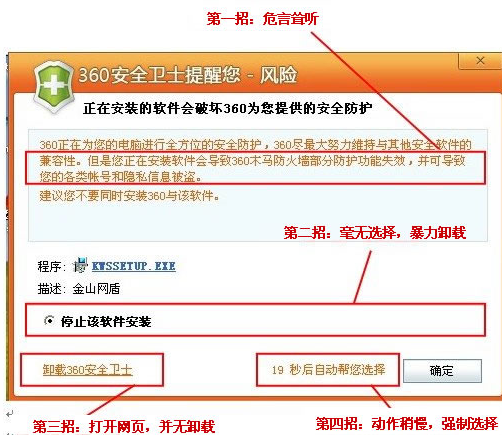 第一招：危言耸听
360安全卫士提醒您 - 风险
正在安装的软件会破坏360为您提供的安全防护
360正在为您的电脑进行全方位的安全防护，360尽最大努力维持与其他安全软件的
兼容性。但是您正在安装软件会导致360木马防火墙部分防护功能失效，并可导致
您的各类帐号和隐私信息被盗。
建议您不要同时安装360与该软件。
第二招：毫无选择，暴力卸载
程序： KWSSETUP.EXE
描述： 金山网盾
停止该软件安装
卸载360安全卫士
19 秒后自动帮您选择
确定
第三招：打开网页，并无卸载
第四招：动作稍慢，强制选择